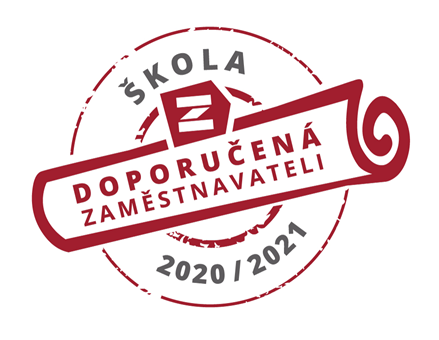 ŠKOLA
Z
DOPORUČENÁ
ZAMĚSTNAVATELI
2020 / 2021